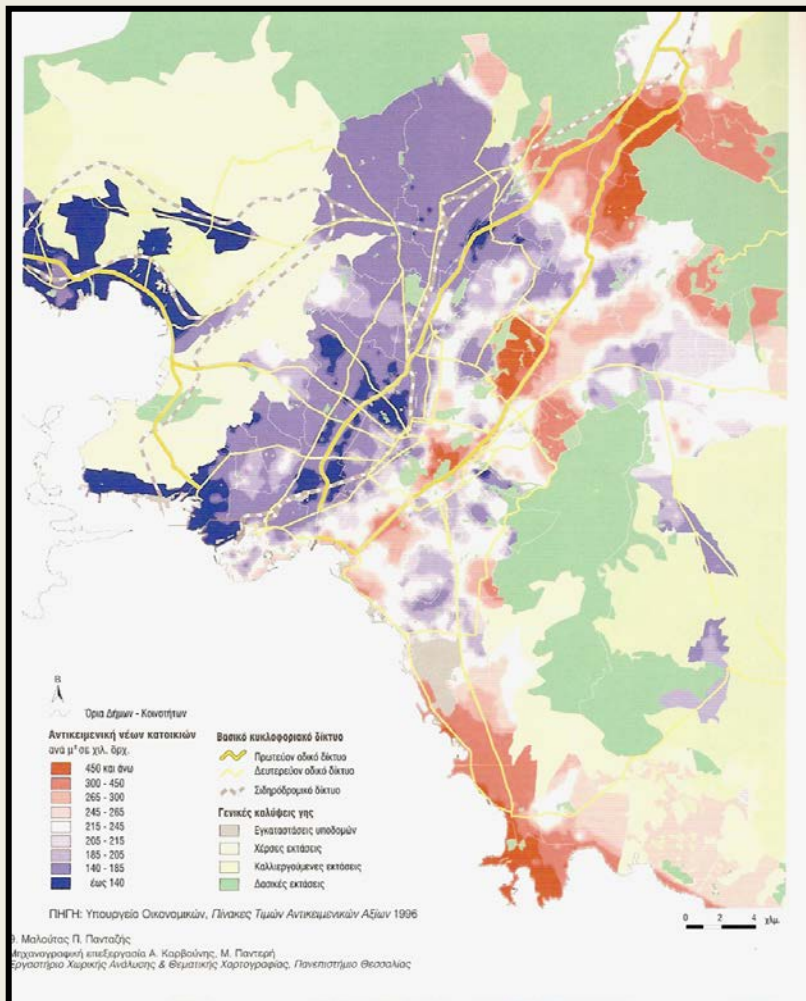 Β
Όρια Δήμων - Κοινοτήτων
Αντικειμενική νέων κατοικιών
ανά μ² σε χιλ. δρχ.
450 και άνω
300 - 450
265 - 300
245 - 265
215 - 245
205 - 215
185 - 205
140 - 185
έως 140
Βασικό κυκλοφοριακό δίκτυο
Πρωτεύον οδικό δίκτυο
Δευτερεύον οδικό δίκτυο
Σιδηρόδρομικό δίκτυο
Γενικές καλύψεις γης
Εγκαταστάσεις υποδομών
Χέρσες εκτάσεις
Καλλιεργούμενες εκτάσεις
Δασικές εκτάσεις
ΠΗΓΗ: Υπουργείο Οικονομικών, Πίνακες Τιμών Αντικειμενικών Αξίων 1996
0 2 4 χλμ.
Θ. Μαλούτας Π. Πανταζής
Μηχανογραφική επεξεργασία Α. Καρβούνης, Μ. Παντερή
Εργαστήριο Χωρικής Ανάλυσης & Θεματικής Χαρτογραφίας, Πανεπιστήμιο Θεσσαλίας